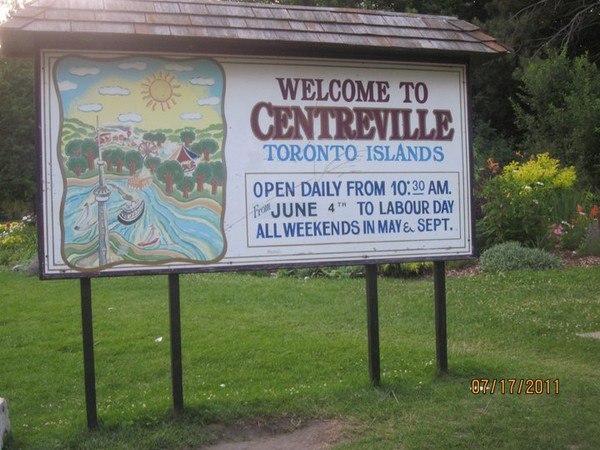 WELCOME TO
CENTREVILLE
TORONTO ISLANDS
OPEN DAILY FROM 10:30 AM.
From JUNE 4TH TO LABOUR DAY
ALL WEEKENDS IN MAY & SEPT.
07/17/2011